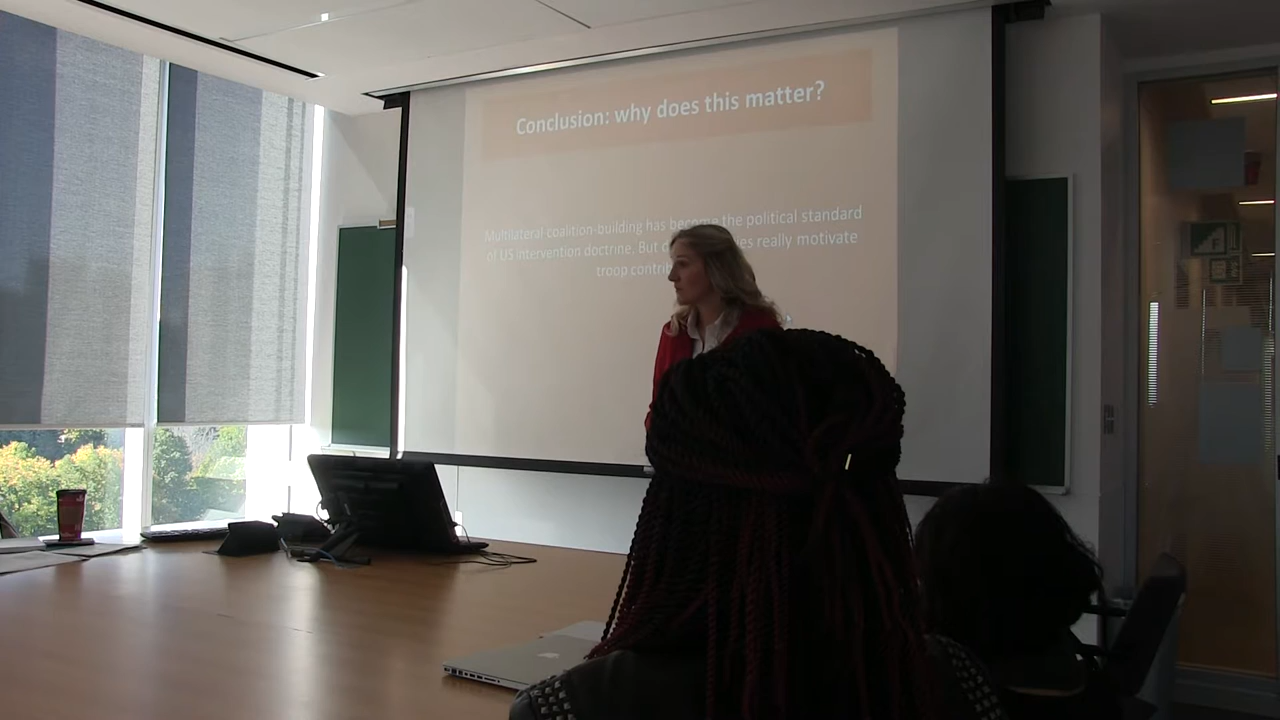 Conclusion: why does this matter?
Multilateral coalition-building has become the political standard
of US intervention doctrine. But really motivate
troop